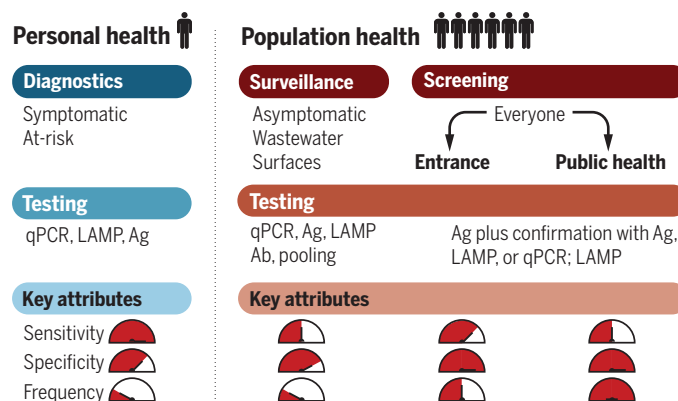 Personal health
Population health
Diagnostics
Symptomatic
At-risk
Surveillance
Asymptomatic
Wastewater
Surfaces
Screening
Everyone
Entrance
Public health
Testing
qPCR, LAMP, Ag
Testing
qPCR, Ag, LAMP
Ab, pooling
Ag plus confirmation with Ag,
LAMP, or qPCR; LAMP
Key attributes
Key attributes
Sensitivity
Specificity
Frequency